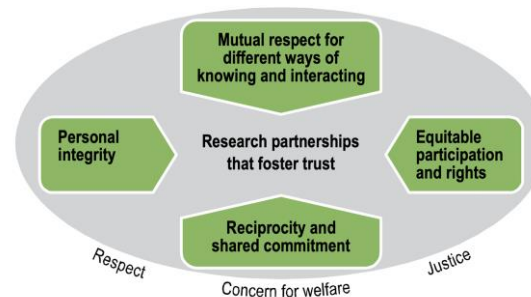 Mutual respect for
different ways of
knowing and interacting
Personal
integrity
Research partnerships
that foster trust
Equitable
participation
and rights
Reciprocity and
shared commitment
Respect
Concern for welfare
Justice